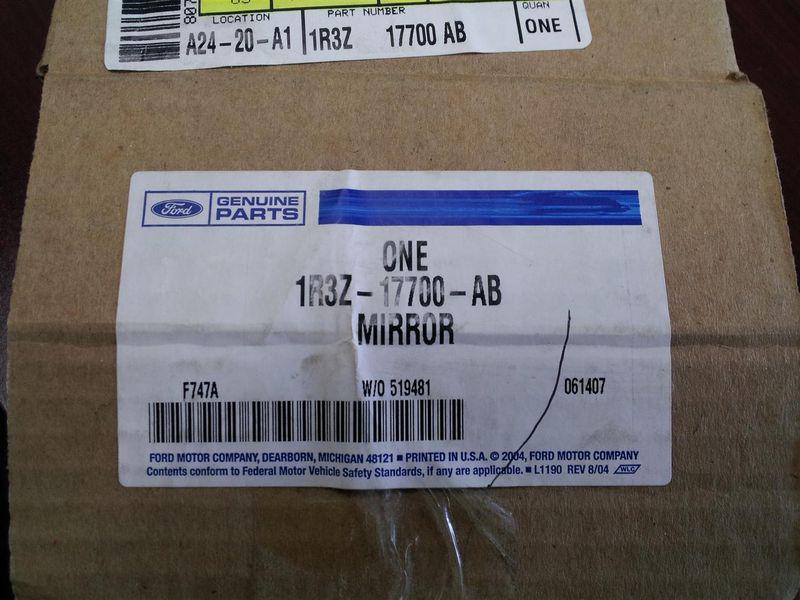 LOCATION PART NUMBER QUAN
A24-20-A1 1R3Z 17700 AB ONE
Ford GENUINE PARTS
ONE
1R3Z-17700-AB
MIRROR
F747A W/O 519481 061407
FORD MOTOR COMPANY, DEARBORN, MICHIGAN 48121 ■ PRINTED IN U.S.A. © 2004, FORD MOTOR COMPANY
Contents conform to Federal Motor Vehicle Safety Standards, if any are applicable. ■ L1190 REV 8/04 WLC